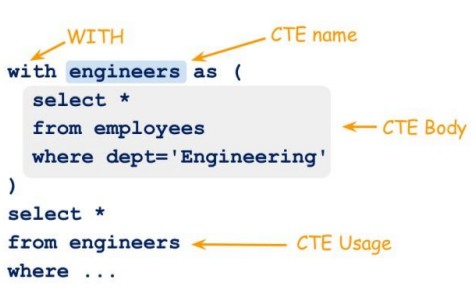 WITH
CTE name
with engineers as (
select *
from employees
where dept='Engineering'
CTE Body
)
select *
from engineers
CTE Usage
where ...